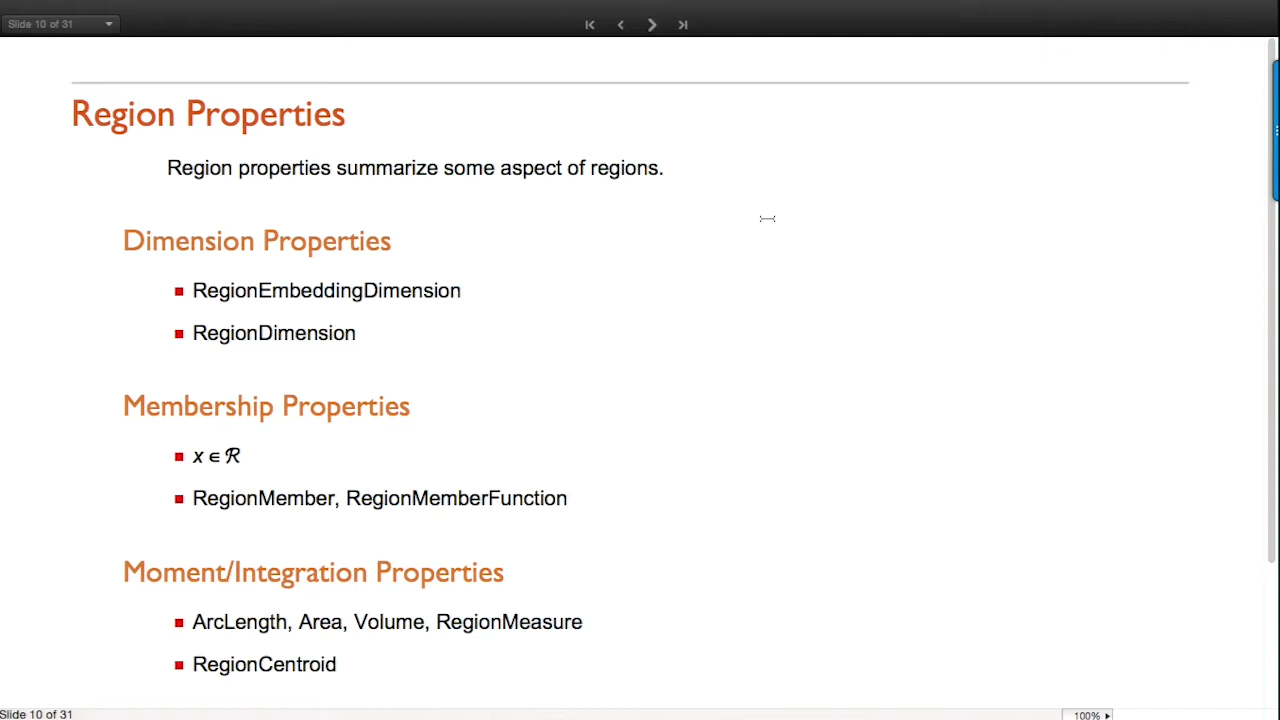 Slide 10 of 31
Region Properties
Region properties summarize some aspect of regions.
Dimension Properties
RegionEmbeddingDimension
RegionDimension
Membership Properties
x ∈ ℛ
RegionMember, RegionMemberFunction
Moment/Integration Properties
ArcLength, Area, Volume, RegionMeasure
RegionCentroid
Slide 10 of 31
100%